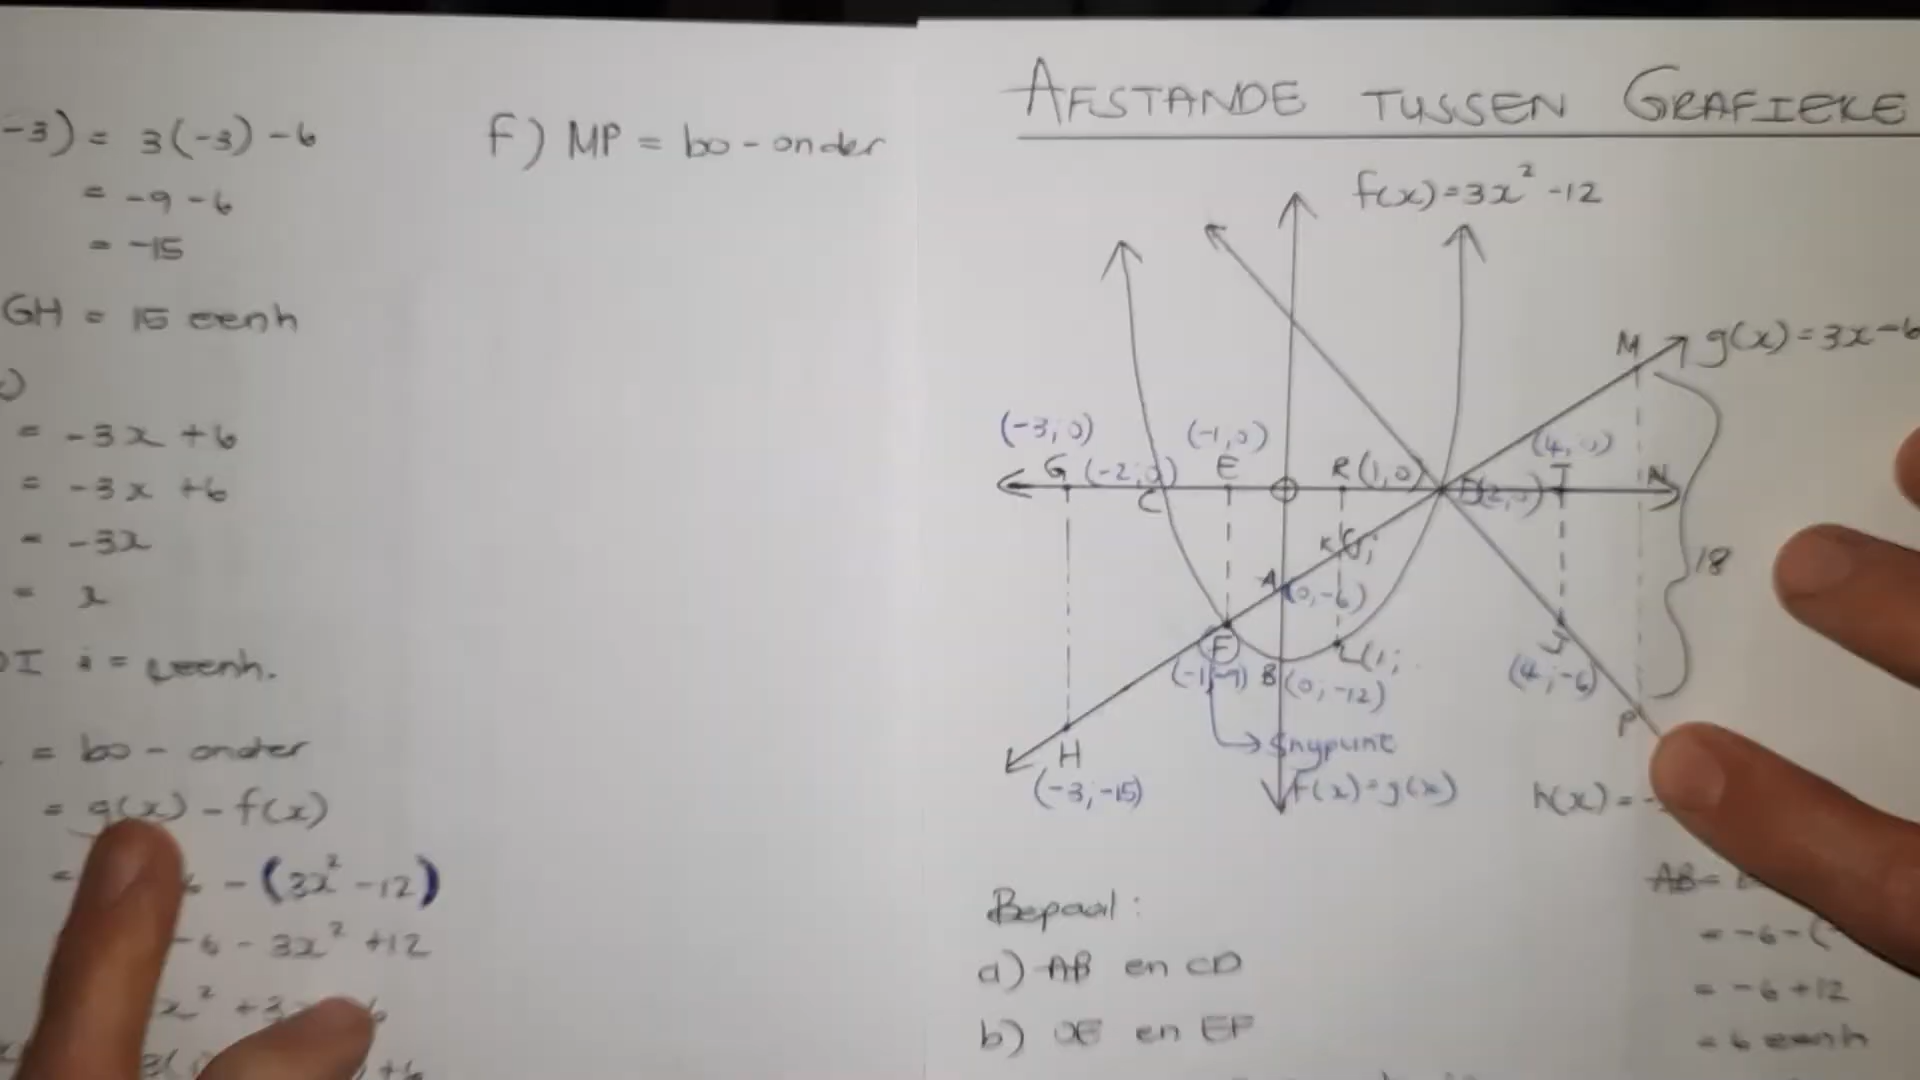 -3) = 3(-3) - 6
= -9 - 6
= -15
GH = 15 eenh
= -3x + 6
= -3x + 6
= -3x
= x
= bo - onder
= g(x) - f(x)
- (3x² - 12)
-6 - 3x² + 12
F) MP = bo - onder
AFSTANDE TUSSEN GRAFIEKE
f(x) = 3x² - 12
M
g(x) = 3x - 6
(-3; 0)
(-1; 0)
G
(-2; 0)
C
E
R (1; 0)
D(2; 0)
N
K
A
(0; -6)
18
F
(-1; -9)
B
(0; -12)
L(1;
(4; -6)
P
Snypunt
H
f(x) = g(x)
(-3; -15)
h(x) = -
Bepaal:
AB =
= -6 - (-
a) AB en CD
= -6 + 12
b) OE en EF
= 6 eenh